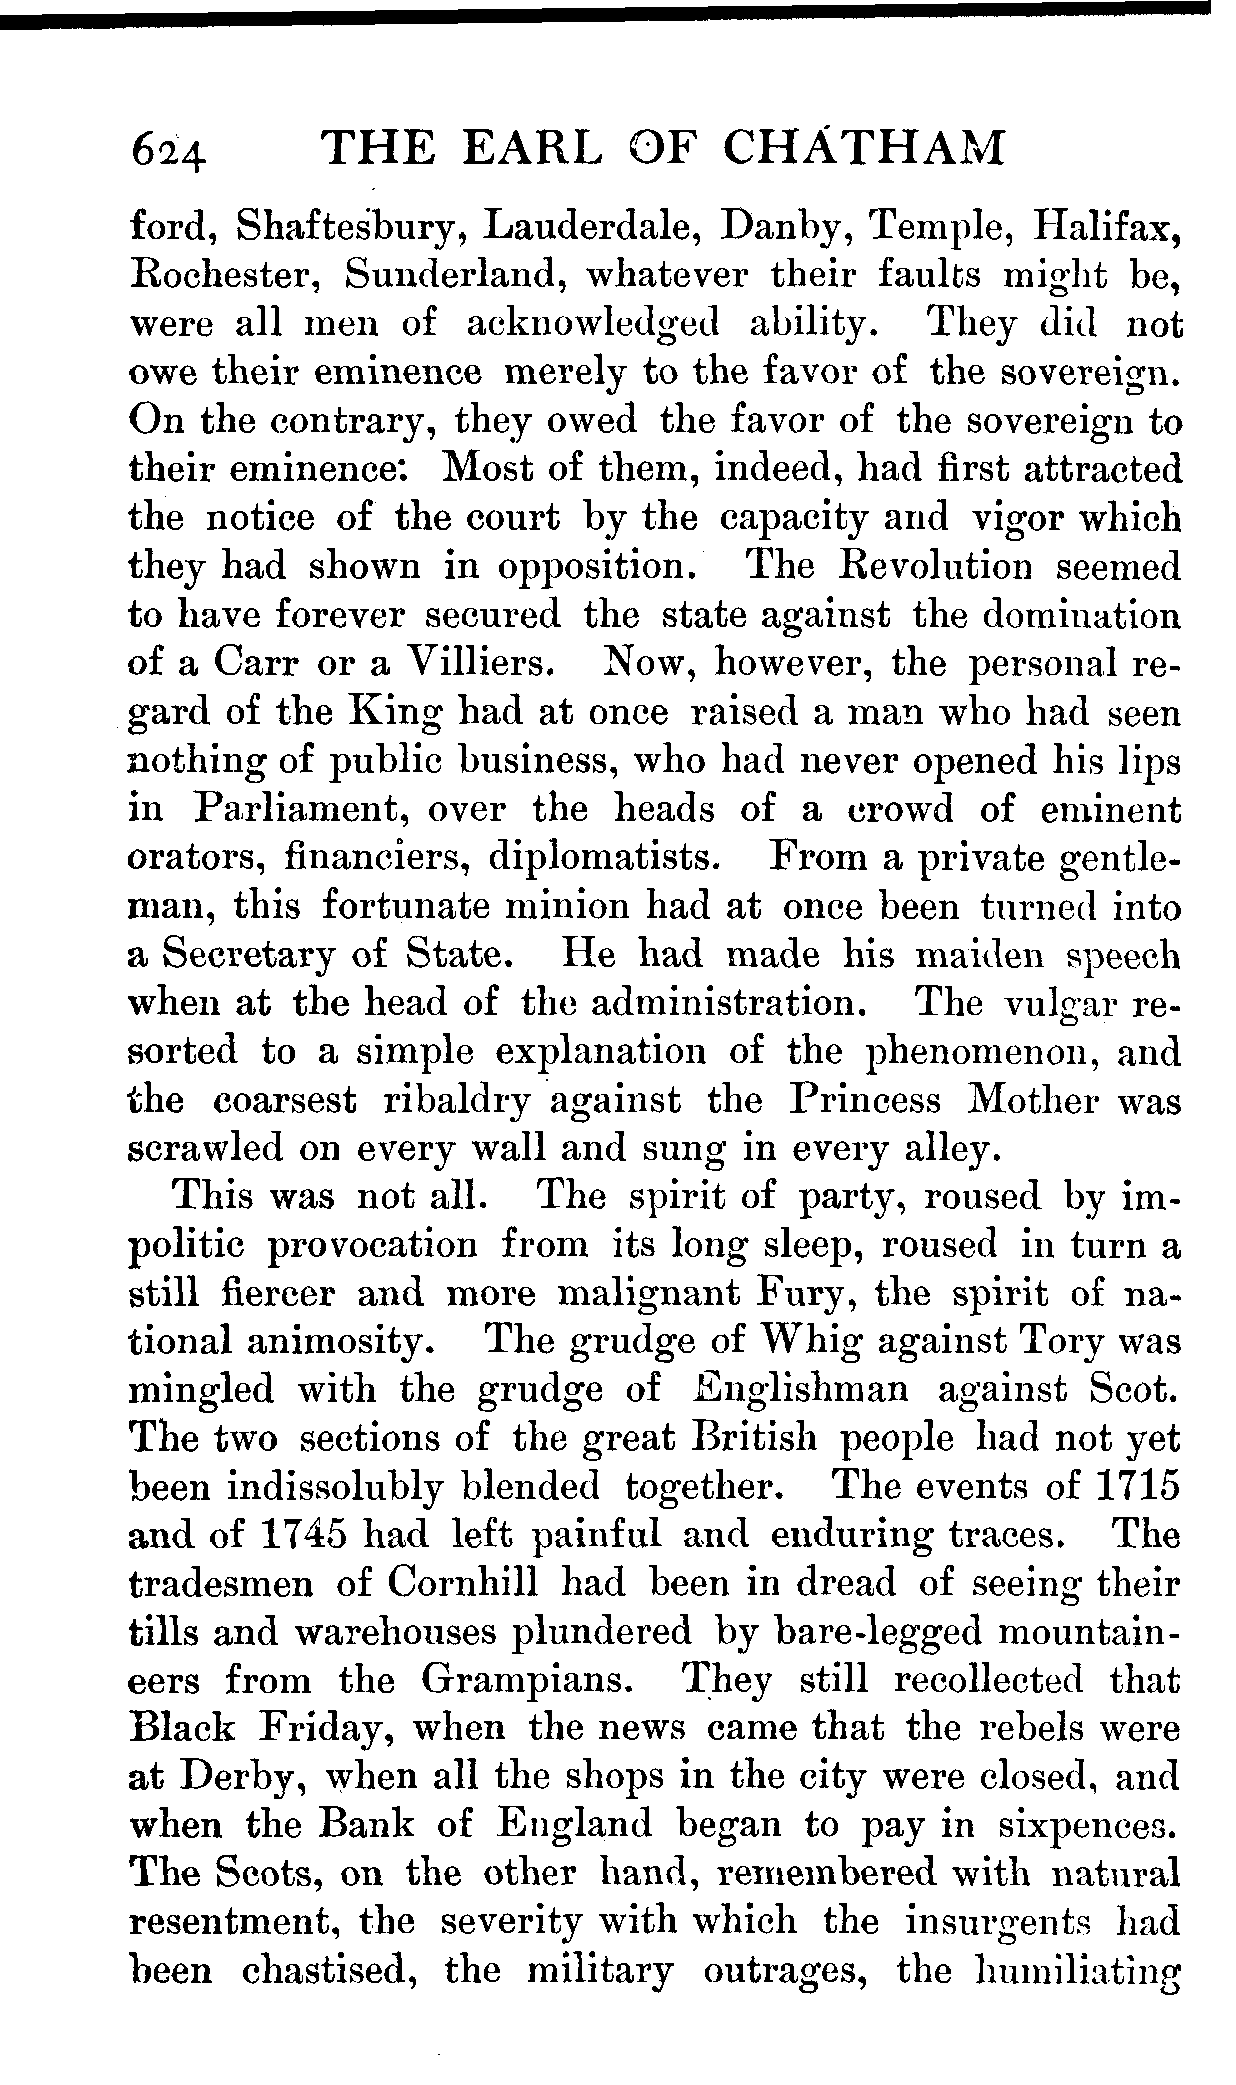 624 THE EARL OF CHATHAM
ford, Shaftesbury, Lauderdale, Danby, Temple, Halifax,
Rochester, Sunderland, whatever their faults might be,
were all men of acknowledged ability. They did not
owe their eminence merely to the favor of the sovereign.
On the contrary, they owed the favor of the sovereign to
their eminence: Most of them, indeed, had first attracted
the notice of the court by the capacity and vigor which
they had shown in opposition. The Revolution seemed
to have forever secured the state against the domination
of a Carr or a Villiers. Now, however, the personal re-
gard of the King had at once raised a man who had seen
nothing of public business, who had never opened his lips
in Parliament, over the heads of a crowd of eminent
orators, financiers, diplomatists. From a private gentle-
man, this fortunate minion had at once been turned into
a Secretary of State. He had made his maiden speech
when at the head of the administration. The vulgar re-
sorted to a simple explanation of the phenomenon, and
the coarsest ribaldry against the Princess Mother was
scrawled on every wall and sung in every alley.
This was not all. The spirit of party, roused by im-
politic provocation from its long sleep, roused in turn a
still fiercer and more malignant Fury, the spirit of na-
tional animosity. The grudge of Whig against Tory was
mingled with the grudge of Englishman against Scot.
The two sections of the great British people had not yet
been indissolubly blended together. The events of 1715
and of 1745 had left painful and enduring traces. The
tradesmen of Cornhill had been in dread of seeing their
tills and warehouses plundered by bare-legged mountain-
eers from the Grampians. They still recollected that
Black Friday, when the news came that the rebels were
at Derby, when all the shops in the city were closed, and
when the Bank of England began to pay in sixpences.
The Scots, on the other hand, remembered with natural
resentment, the severity with which the insurgents had
been chastised, the military outrages, the humiliating